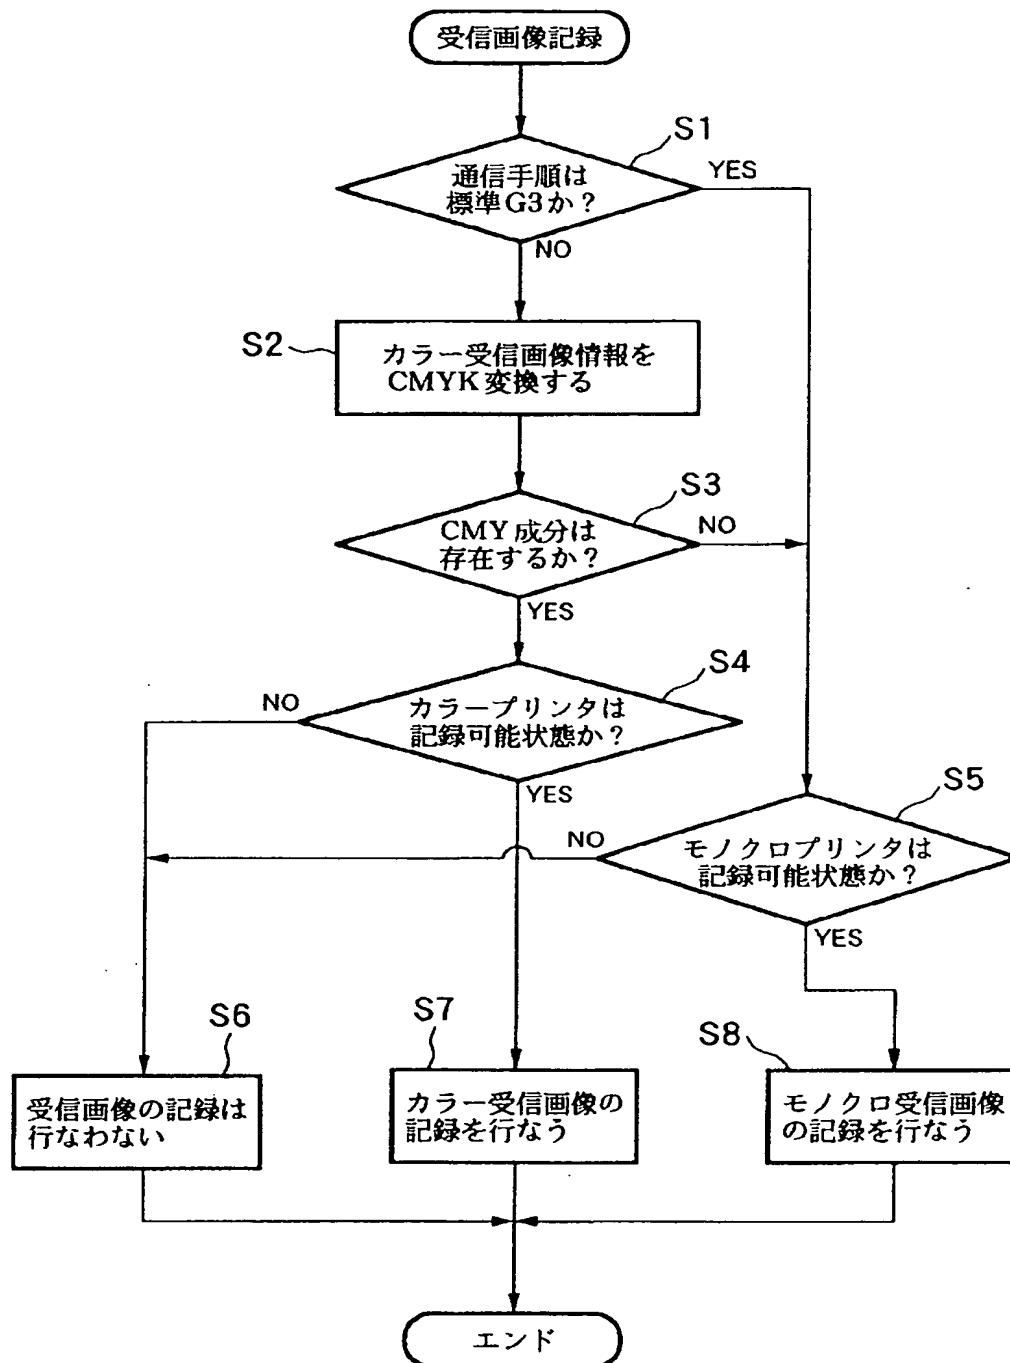 受信画像記録
S1
通信手順は
標準G3か?
YES
NO
S2
カラー受信画像情報を
CMYK変換する
S3
CMY成分は
存在するか?
NO
YES
S4
カラープリンタは
記録可能状態か?
NO
YES
S5
モノクロプリンタは
記録可能状態か?
NO
YES
S6
受信画像の記録は
行なわない
S7
カラー受信画像の
記録を行なう
S8
モノクロ受信画像
の記録を行なう
エンド